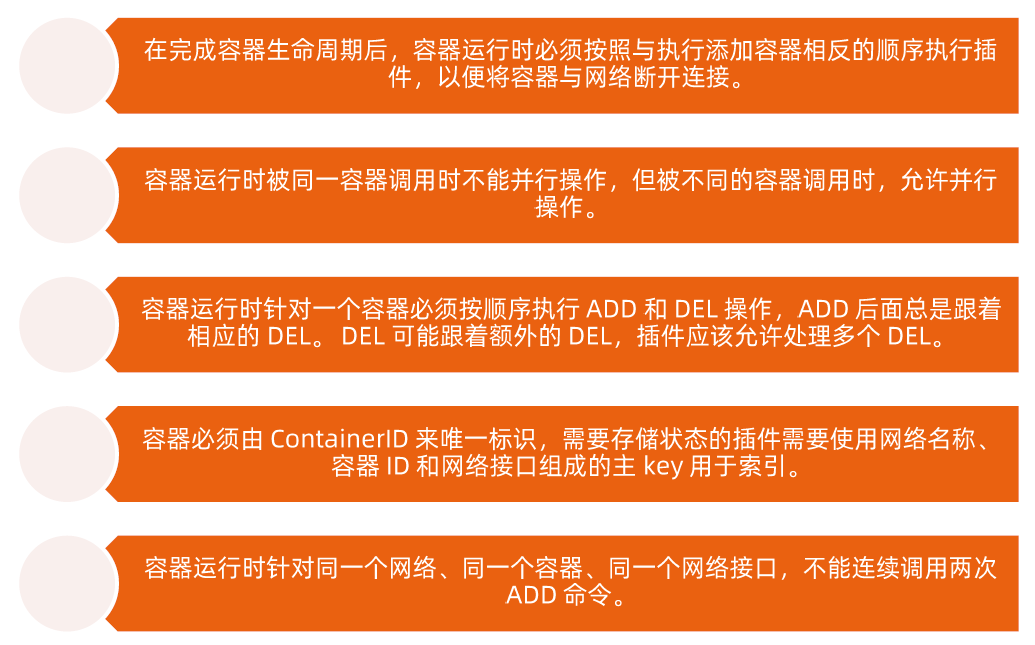 在完成容器生命周期后，容器运行时必须按照与执行添加容器相反的顺序执行插
件，以便将容器与网络断开连接。
容器运行时被同一容器调用时不能并行操作，但被不同的容器调用时，允许并行
操作。
容器运行时针对一个容器必须按顺序执行 ADD 和 DEL 操作，ADD 后面总是跟着
相应的 DEL。 DEL 可能跟着额外的 DEL，插件应该允许处理多个 DEL。
容器必须由 ContainerID 来唯一标识，需要存储状态的插件需要使用网络名称、
容器 ID 和网络接口组成的主 key 用于索引。
容器运行时针对同一个网络、同一个容器、同一个网络接口，不能连续调用两次
ADD 命令。